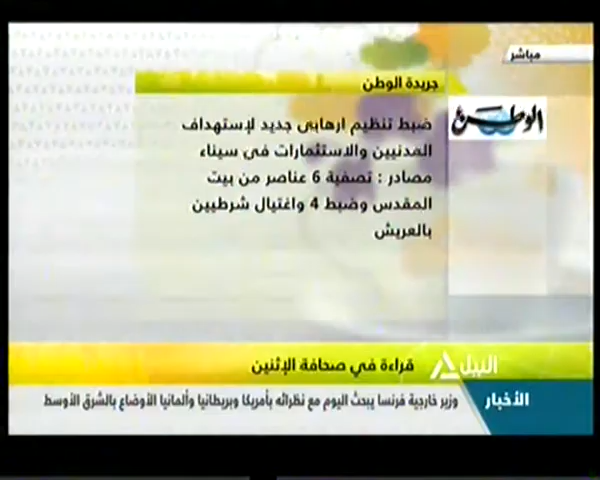 مباشر
جريدة الوطن
الوطن
ضبط تنظيم ارهابى جديد لإستهداف
المدنيين والاستثمارات فى سيناء
مصادر : تصفية 6 عناصر من بيت
المقدس وضبط 4 واغتيال شرطيين
بالعريش
النيل
قراءة في صحافة الإثنين
الأخبار
وزير خارجية فرنسا يبحث اليوم مع نظرائه بأمريكا وبريطانيا وألمانيا الأوضاع بالشرق الأوسط